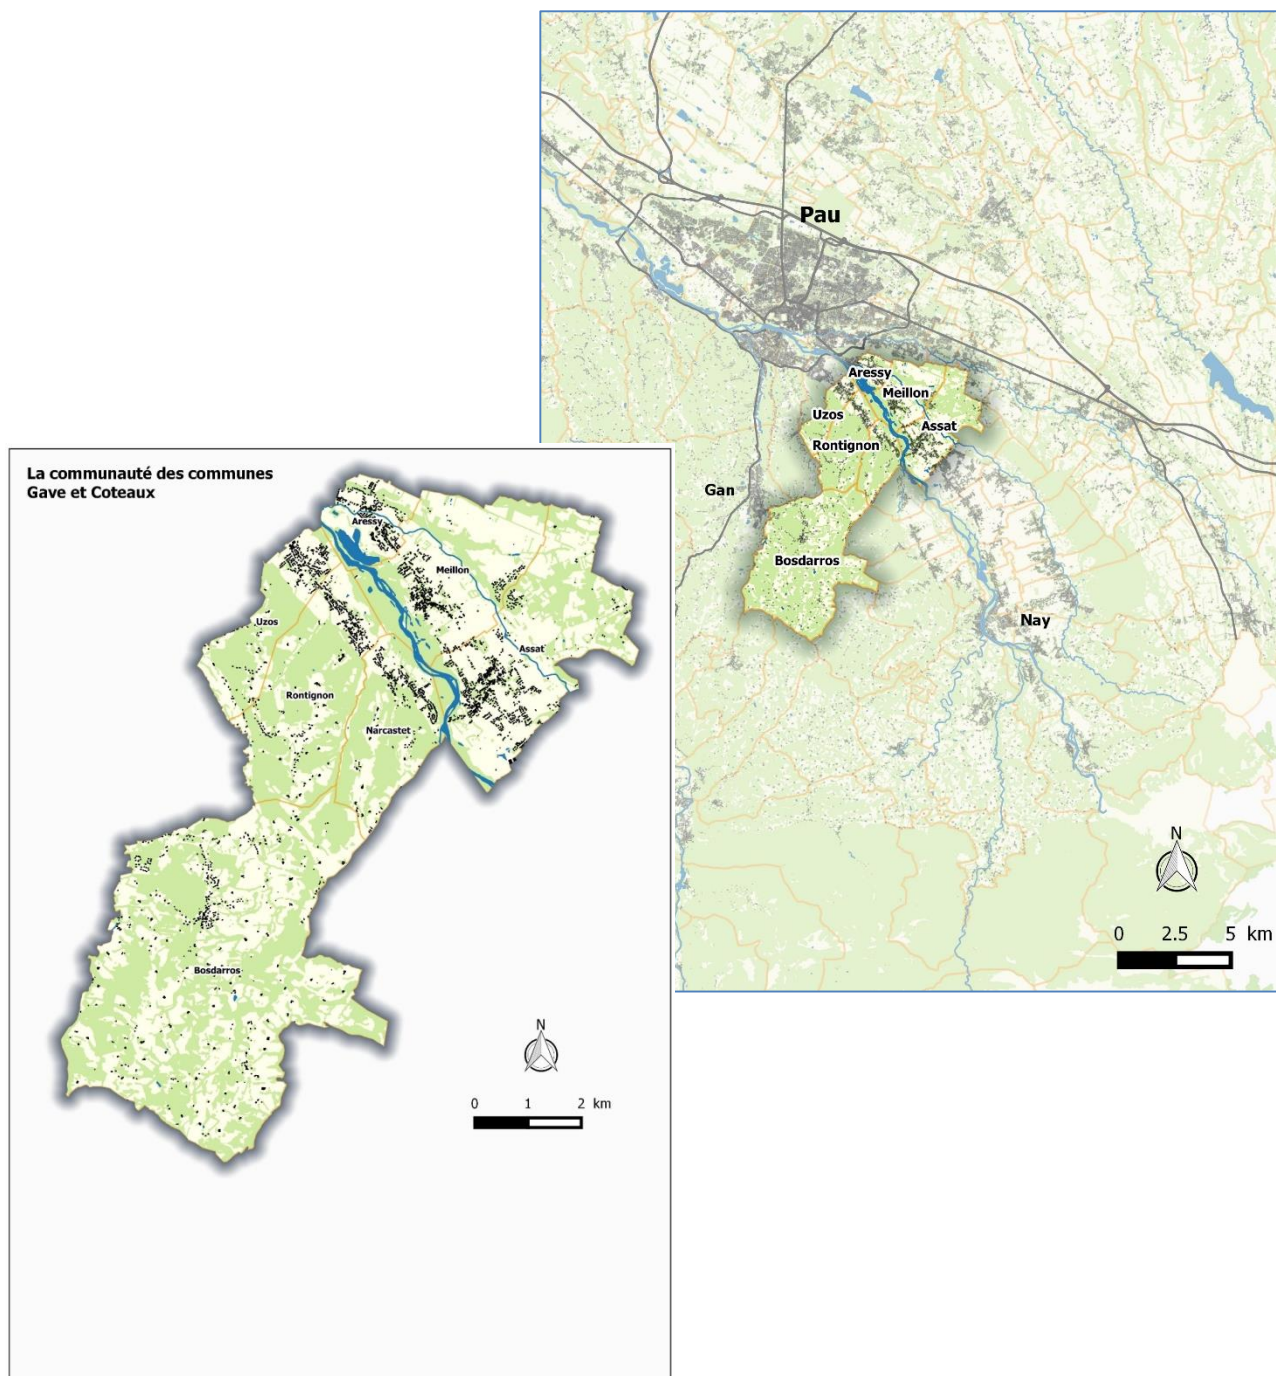 Pau
Aressy
Meillon
Uzos
Assat
Rontignon
Gan
Bosdarros
Nay
N
0 2.5 5 km
La communauté des communes
Gave et Coteaux
Aressy
Meillon
Uzos
Assat
Rontignon
Narcastet
Bosdarros
N
0 1 2 km